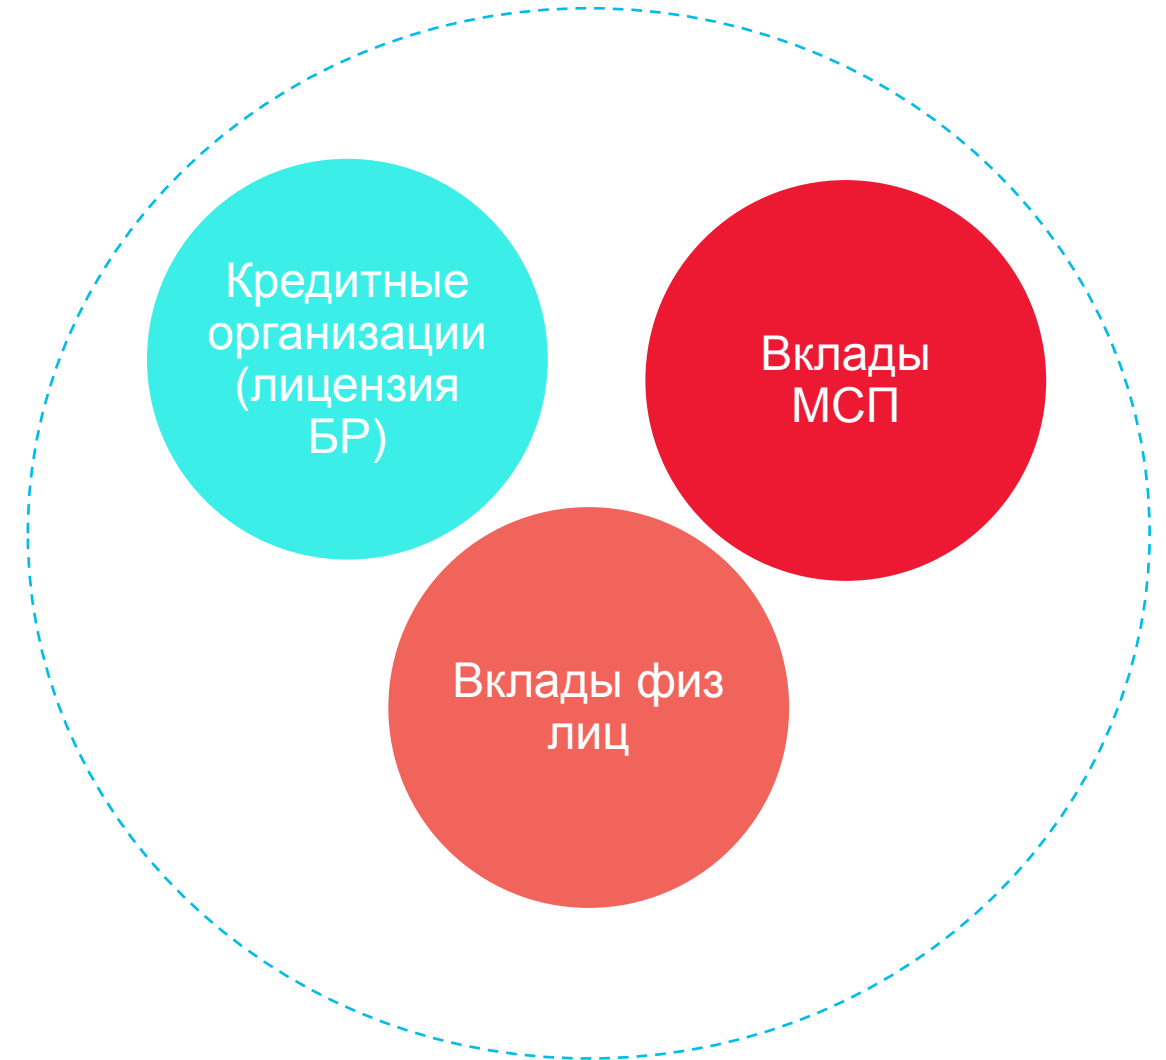 Кредитные
организации
(лицензия
БР)
Вклады
МСП
Вклады физ
лиц